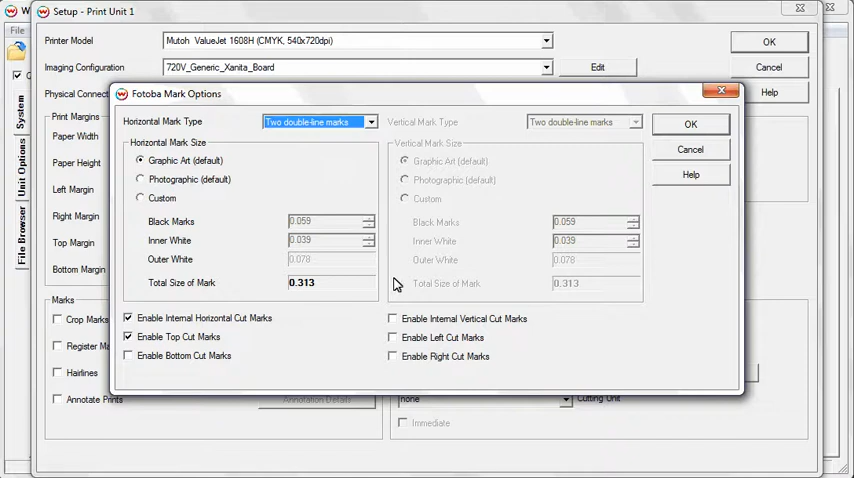 W
Setup - Print Unit 1
File
Printer Model
Mutoh ValueJet 1608H (CMYK, 540x720dpi)
OK
Imaging Configuration
720V_Generic_Xanita_Board
Edit
Cancel
Physical Connect
Help
System
Unit Options
File Browser
Print Margins
Paper Width
Paper Height
Left Margin
Right Margin
Top Margin
Bottom Margin
Fotoba Mark Options
Horizontal Mark Type
Two double-line marks
Vertical Mark Type
Two double-line marks
OK
Cancel
Help
Horizontal Mark Size
Graphic Art (default)
Photographic (default)
Custom
Black Marks
0.059
Inner White
0.039
Outer White
0.078
Total Size of Mark
0.313
Vertical Mark Size
Graphic Art (default)
Photographic (default)
Custom
Black Marks
0.059
Inner White
0.039
Outer White
0.078
Total Size of Mark
0.313
Enable Internal Horizontal Cut Marks
Enable Top Cut Marks
Enable Bottom Cut Marks
Enable Internal Vertical Cut Marks
Enable Left Cut Marks
Enable Right Cut Marks
Marks
Crop Marks
Register Ma
Hairlines
Annotate Prints
Annotation Details
none
Cutting Unit
Immediate